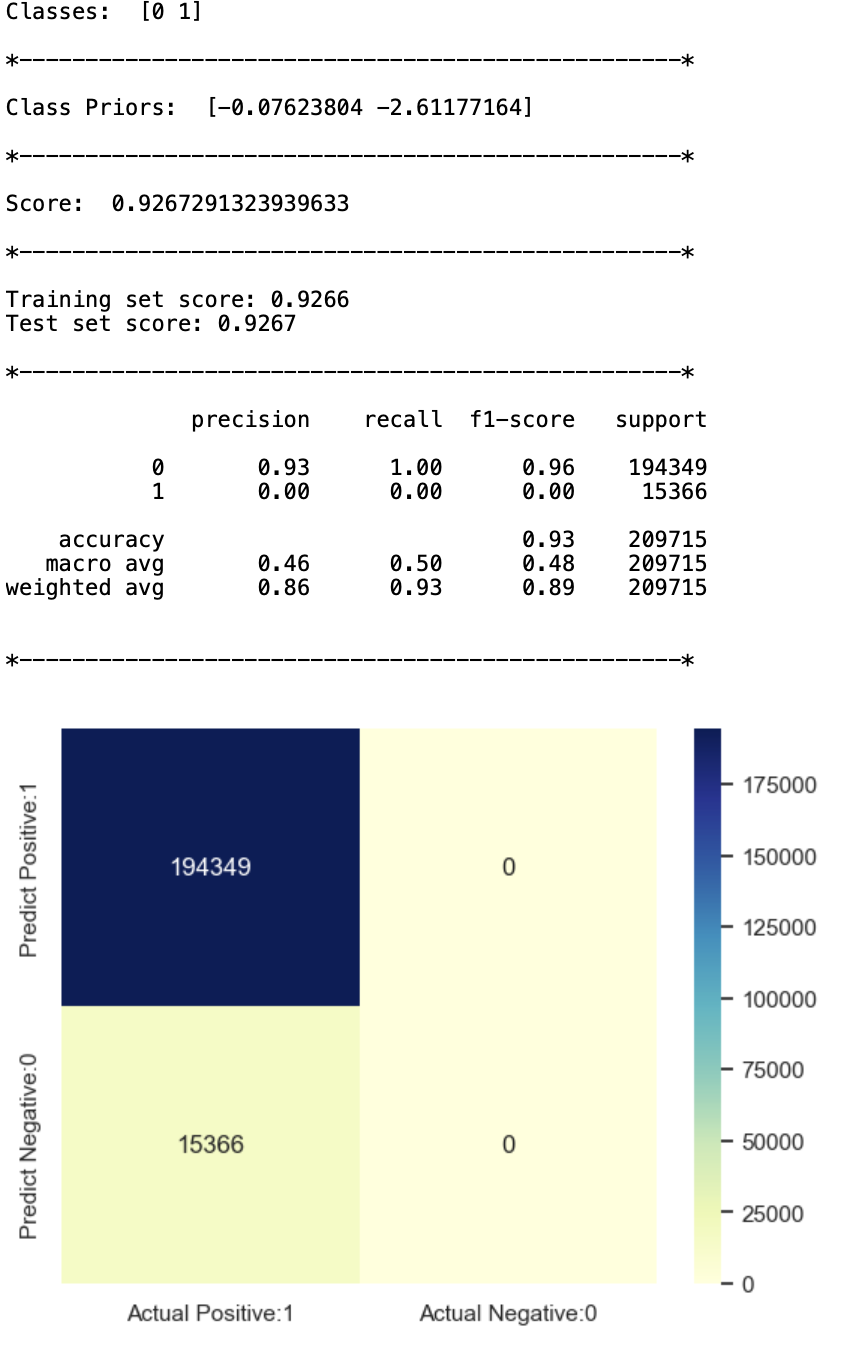 Classes:  [0 1]
*--------------------------------------------------*
Class Priors:  [-0.07623804 -2.61177164]
*--------------------------------------------------*
Score:  0.9267291323939633
*--------------------------------------------------*
Training set score: 0.9266
Test set score: 0.9267
*--------------------------------------------------*
              precision    recall  f1-score   support
           0       0.93      1.00      0.96    194349
           1       0.00      0.00      0.00     15366
    accuracy                           0.93    209715
   macro avg       0.46      0.50      0.48    209715
weighted avg       0.86      0.93      0.89    209715
*--------------------------------------------------*
Predict Positive:1
194349
0
Predict Negative:0
15366
0
Actual Positive:1
Actual Negative:0
175000
150000
125000
100000
75000
50000
25000
0